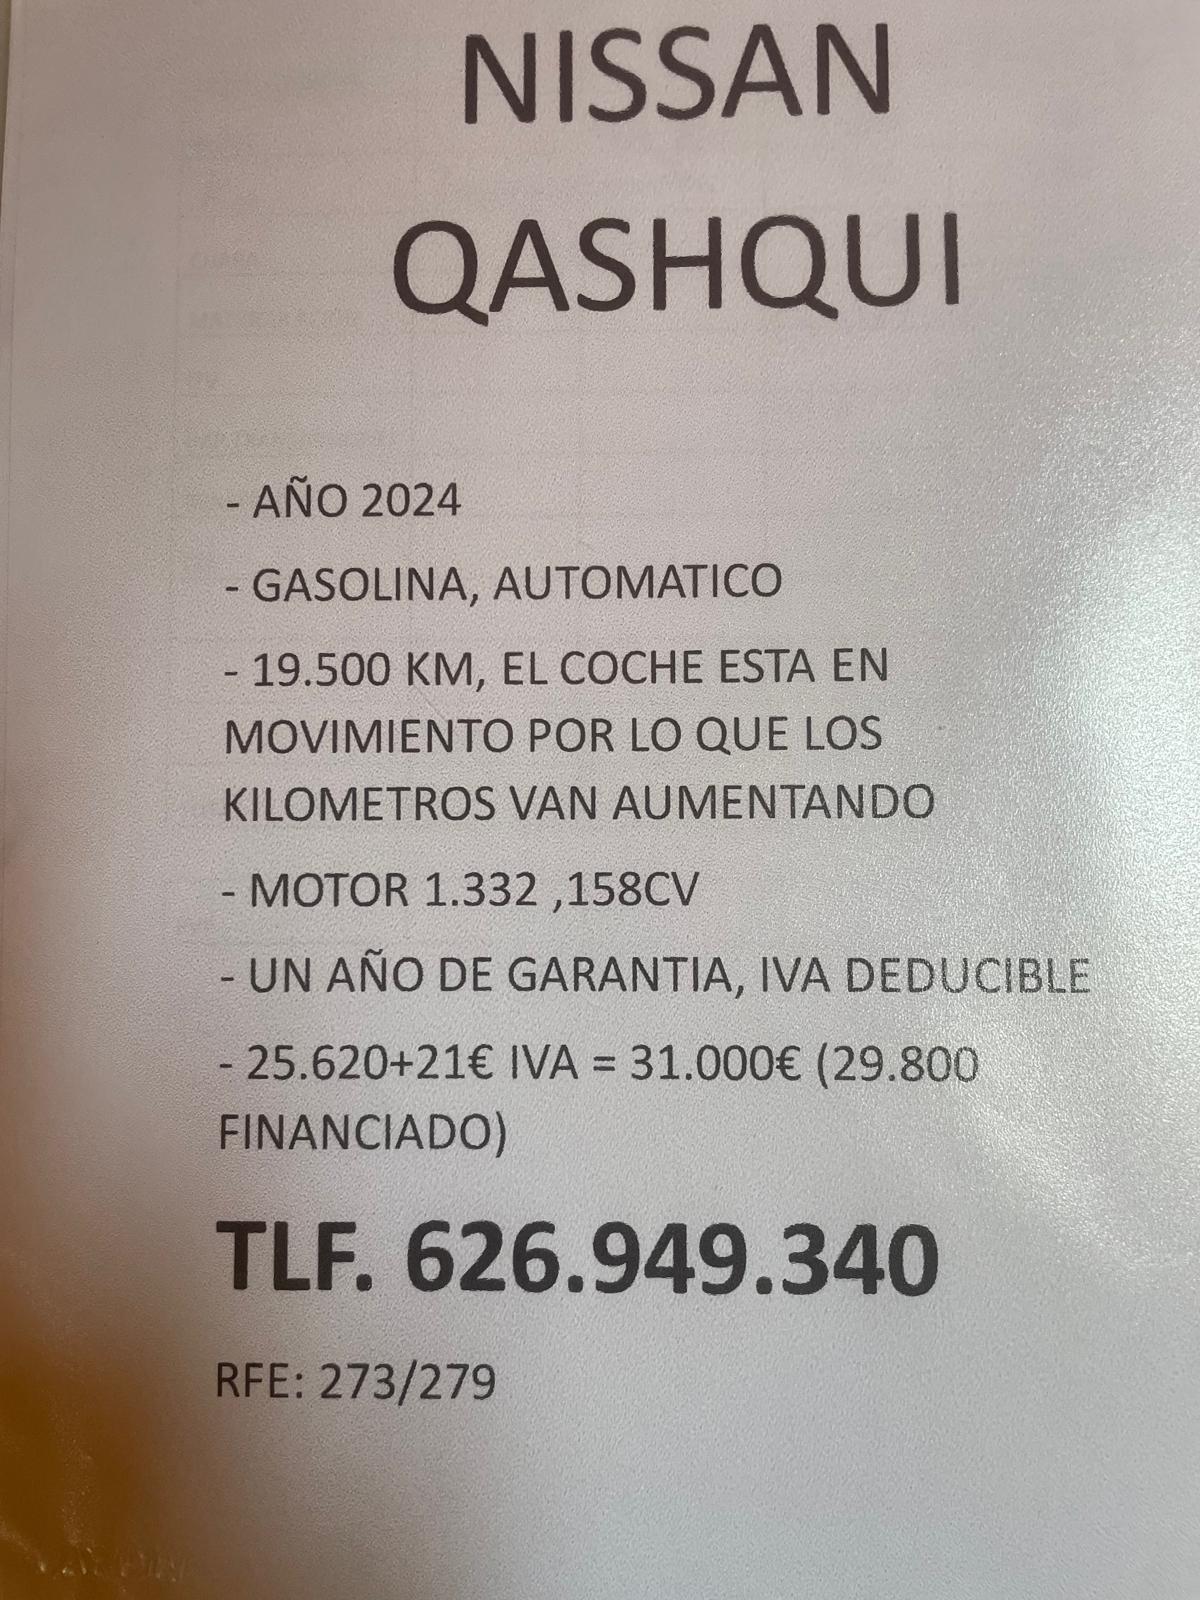 NISSAN
QASHQUI
- AÑO 2024
- GASOLINA, AUTOMATICO
- 19.500 KM, EL COCHE ESTA EN
MOVIMIENTO POR LO QUE LOS
KILOMETROS VAN AUMENTANDO
- MOTOR 1.332 ,158CV
- UN AÑO DE GARANTIA, IVA DEDUCIBLE
- 25.620+21€ IVA = 31.000€ (29.800
FINANCIADO)
TLF. 626.949.340
RFE: 273/279